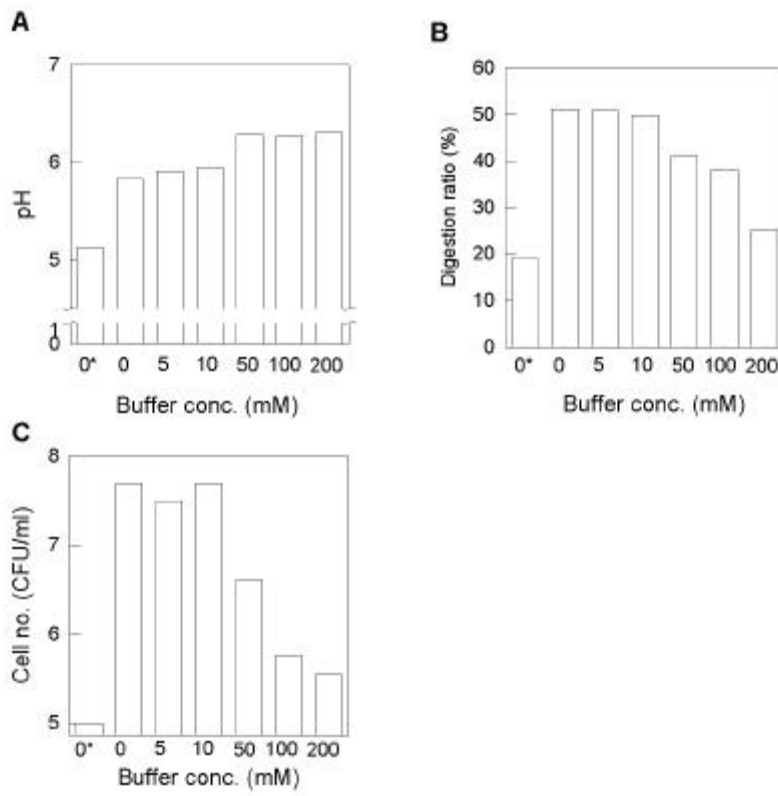 A
7
6
5
1
0
pH
0* 0 5 10 50 100 200
Buffer conc. (mM)
B
60
50
40
30
20
10
0
Digestion ratio (%)
0* 0 5 10 50 100 200
Buffer conc. (mM)
C
8
7
6
5
Cell no. (CFU/ml)
0* 0 5 10 50 100 200
Buffer conc. (mM)